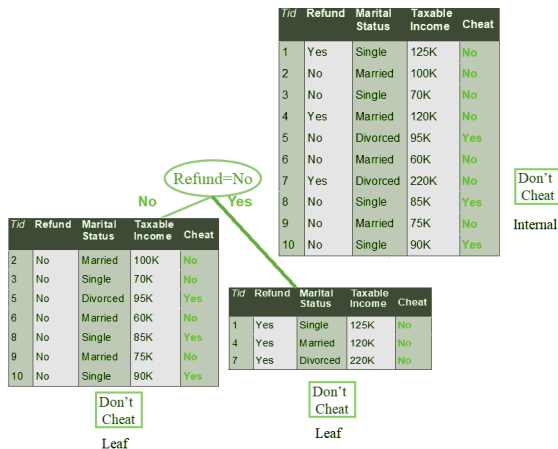 Tid Refund Marital Status Taxable Income Cheat
1 Yes Single 125K No
2 No Married 100K No
3 No Single 70K No
4 Yes Married 120K No
5 No Divorced 95K Yes
6 No Married 60K No
7 Yes Divorced 220K No
8 No Single 85K Yes
9 No Married 75K No
10 No Single 90K Yes
Don't
Cheat
Internal
Refund=No
No Yes
Tid Refund Marital Status Taxable Income Cheat
2 No Married 100K No
3 No Single 70K No
5 No Divorced 95K Yes
6 No Married 60K No
8 No Single 85K Yes
9 No Married 75K No
10 No Single 90K Yes
Don't
Cheat
Leaf
Tid Refund Marital Status Taxable Income Cheat
1 Yes Single 125K No
4 Yes Married 120K No
7 Yes Divorced 220K No
Don't
Cheat
Leaf